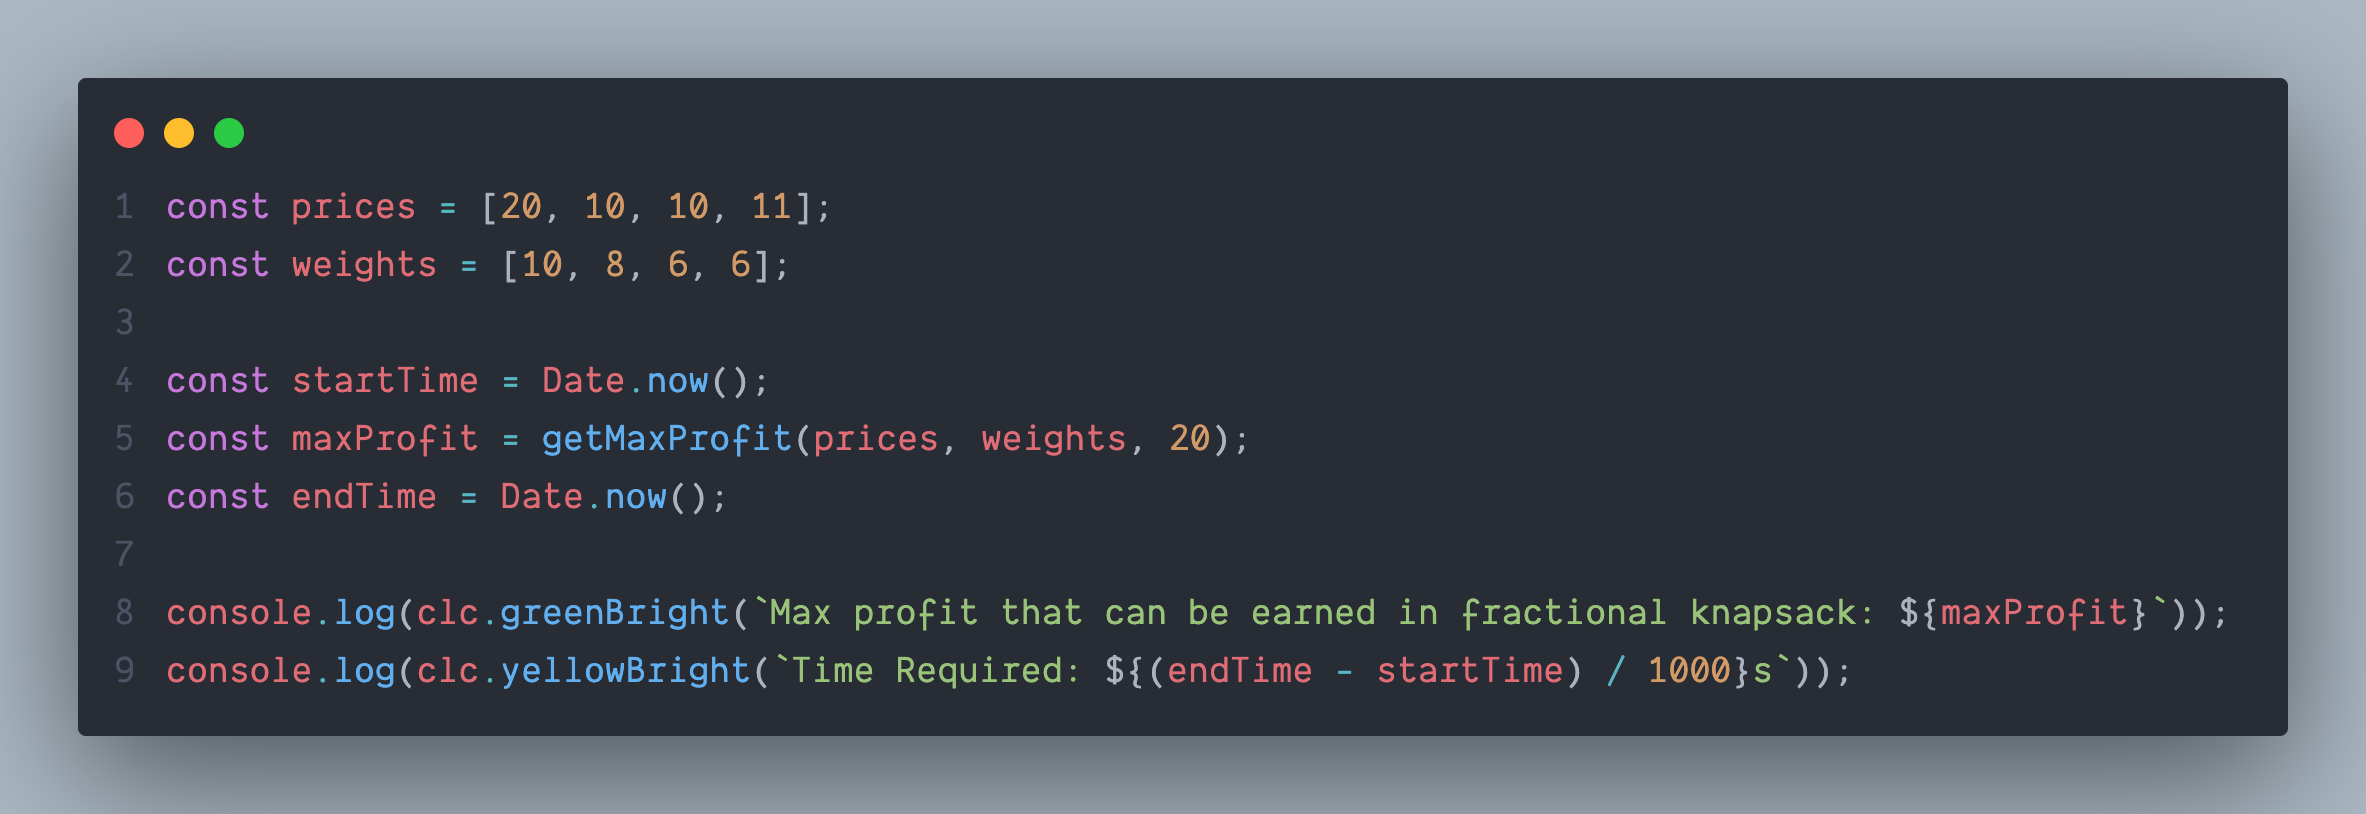 1 const prices = [20, 10, 10, 11];
2 const weights = [10, 8, 6, 6];
3
4 const startTime = Date.now();
5 const maxProfit = getMaxProfit(prices, weights, 20);
6 const endTime = Date.now();
7
8 console.log(clc.greenBright(`Max profit that can be earned in fractional knapsack: ${maxProfit}`));
9 console.log(clc.yellowBright(`Time Required: ${(endTime - startTime) / 1000}s`));